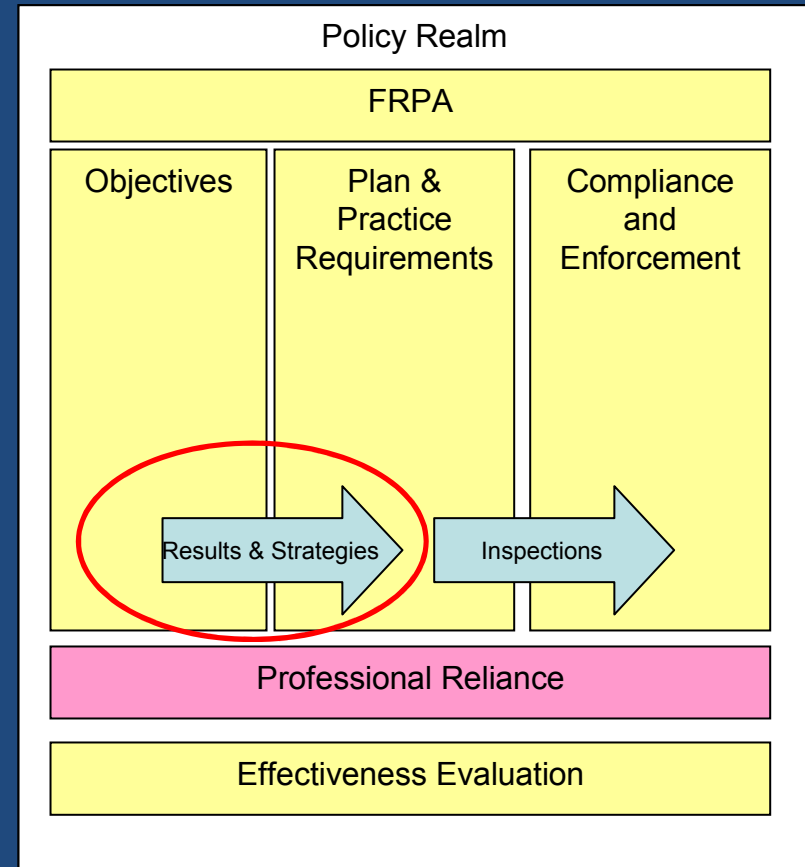 Policy Realm
FRPA
Objectives
Plan &
Practice
Requirements
Compliance
and
Enforcement
Results & Strategies
Inspections
Professional Reliance
Effectiveness Evaluation